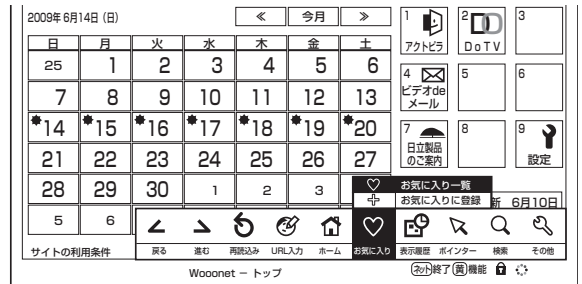 2009年 6月14日（日）
≪ 今月 ≫
日 月 火 水 木 金 土
25 1 2 3 4 5 6
7 8 9 10 11 12 13
14 15 16 17 18 19 20
21 22 23 24 25 26 27
28 29 30 1 2 3
5 6
サイトの利用条件
1 アクトビラ
2 DoTV
3
4 ビデオde
メール
5
6
7 日立製品
のご案内
8
9 設定
お気に入り一覧
お気に入りに登録
新 6月10日
戻る 進む 再読込み URL入力 ホーム お気に入り 表示履歴 ポインター 検索 その他
Wooonet － トップ
ネット終了 黄機能